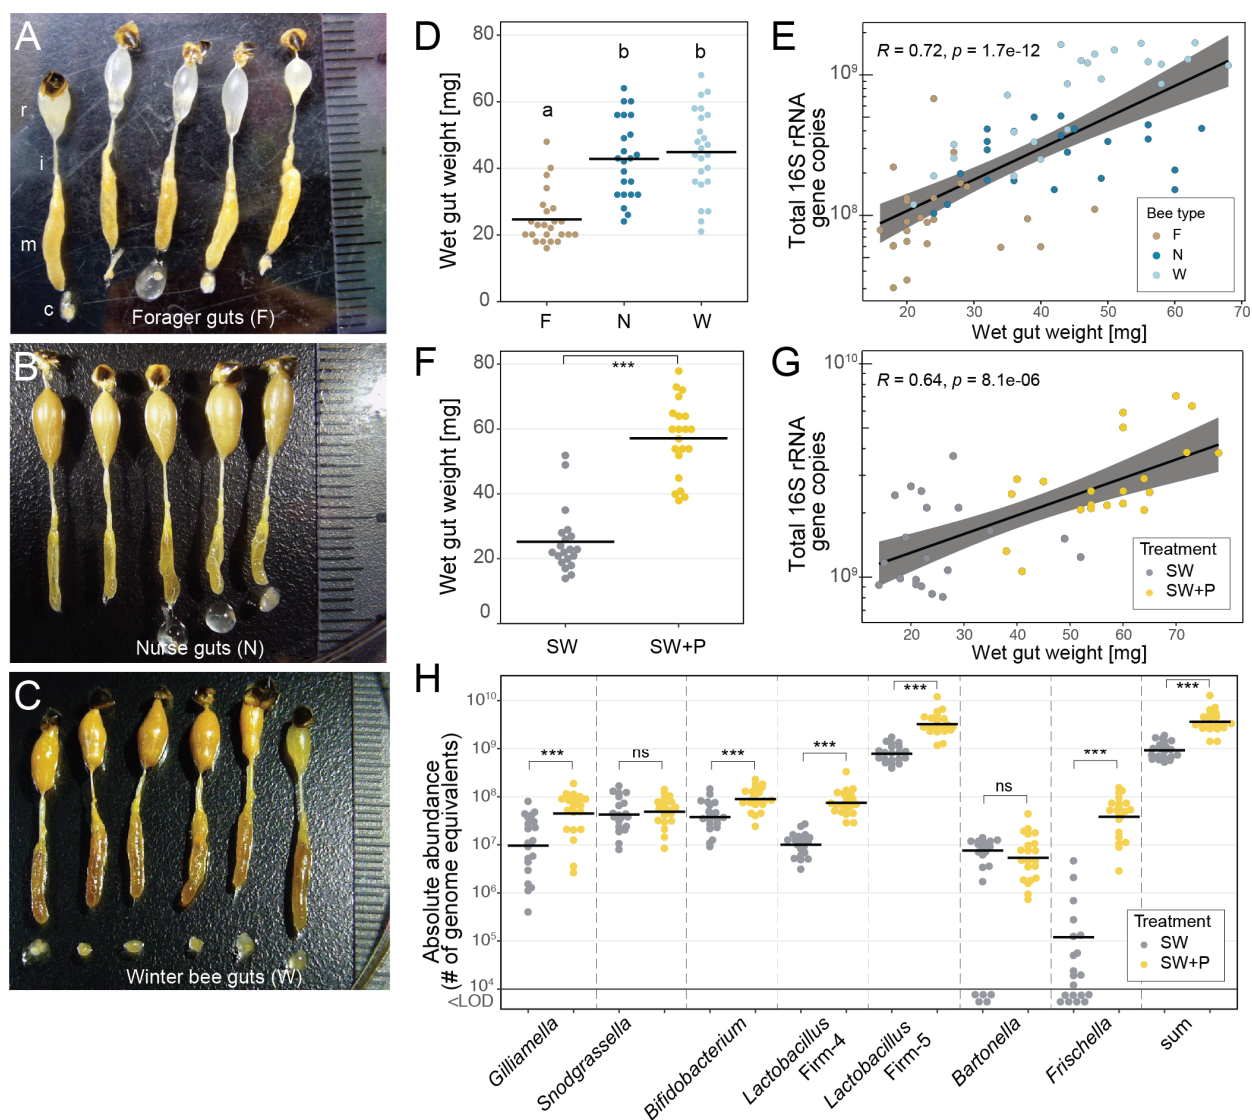 A
r
i
m
c
Forager guts (F)
B
Nurse guts (N)
C
Winter bee guts (W)
D
Wet gut weight [mg]
80
60
40
20
0
a
b
b
F
N
W
E
Total 16S rRNA
gene copies
R = 0.72, p = 1.7e-12
10⁹
10⁸
Bee type
F
N
W
20
30
40
50
60
70
Wet gut weight [mg]
F
Wet gut weight [mg]
80
60
40
20
0
***
SW
SW+P
G
Total 16S rRNA
gene copies
10¹⁰
R = 0.64, p = 8.1e-06
10⁹
Treatment
SW
SW+P
20
30
40
50
60
70
Wet gut weight [mg]
H
Absolute abundance
(# of genome equivalents)
10¹⁰
10⁹
10⁸
10⁷
10⁶
10⁵
10⁴
<LOD
***
ns
***
***
***
ns
***
***
Treatment
SW
SW+P
Gilliamella
Snodgrassella
Bifidobacterium
Lactobacillus
Firm-4
Lactobacillus
Firm-5
Bartonella
Frischella
sum